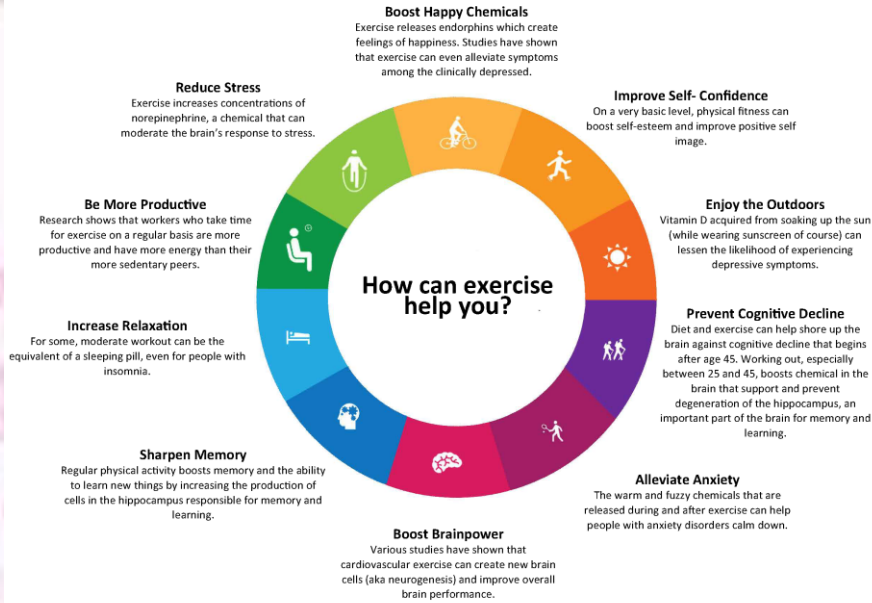 Boost Happy Chemicals
Exercise releases endorphins which create
feelings of happiness. Studies have shown
that exercise can even alleviate symptoms
among the clinically depressed.
Improve Self- Confidence
On a very basic level, physical fitness can
boost self-esteem and improve positive self
image.
Enjoy the Outdoors
Vitamin D acquired from soaking up the sun
(while wearing sunscreen of course) can
lessen the likelihood of experiencing
depressive symptoms.
Prevent Cognitive Decline
Diet and exercise can help shore up the
brain against cognitive decline that begins
after age 45. Working out, especially
between 25 and 45, boosts chemical in the
brain that support and prevent
degeneration of the hippocampus, an
important part of the brain for memory and
learning.
Alleviate Anxiety
The warm and fuzzy chemicals that are
released during and after exercise can help
people with anxiety disorders calm down.
Boost Brainpower
Various studies have shown that
cardiovascular exercise can create new brain
cells (aka neurogenesis) and improve overall
brain performance.
Sharpen Memory
Regular physical activity boosts memory and the ability
to learn new things by increasing the production of
cells in the hippocampus responsible for memory and
learning.
Increase Relaxation
For some, moderate workout can be the
equivalent of a sleeping pill, even for people with
insomnia.
Be More Productive
Research shows that workers who take time
for exercise on a regular basis are more
productive and have more energy than their
more sedentary peers.
Reduce Stress
Exercise increases concentrations of
norepinephrine, a chemical that can
moderate the brain's response to stress.
How can exercise
help you?